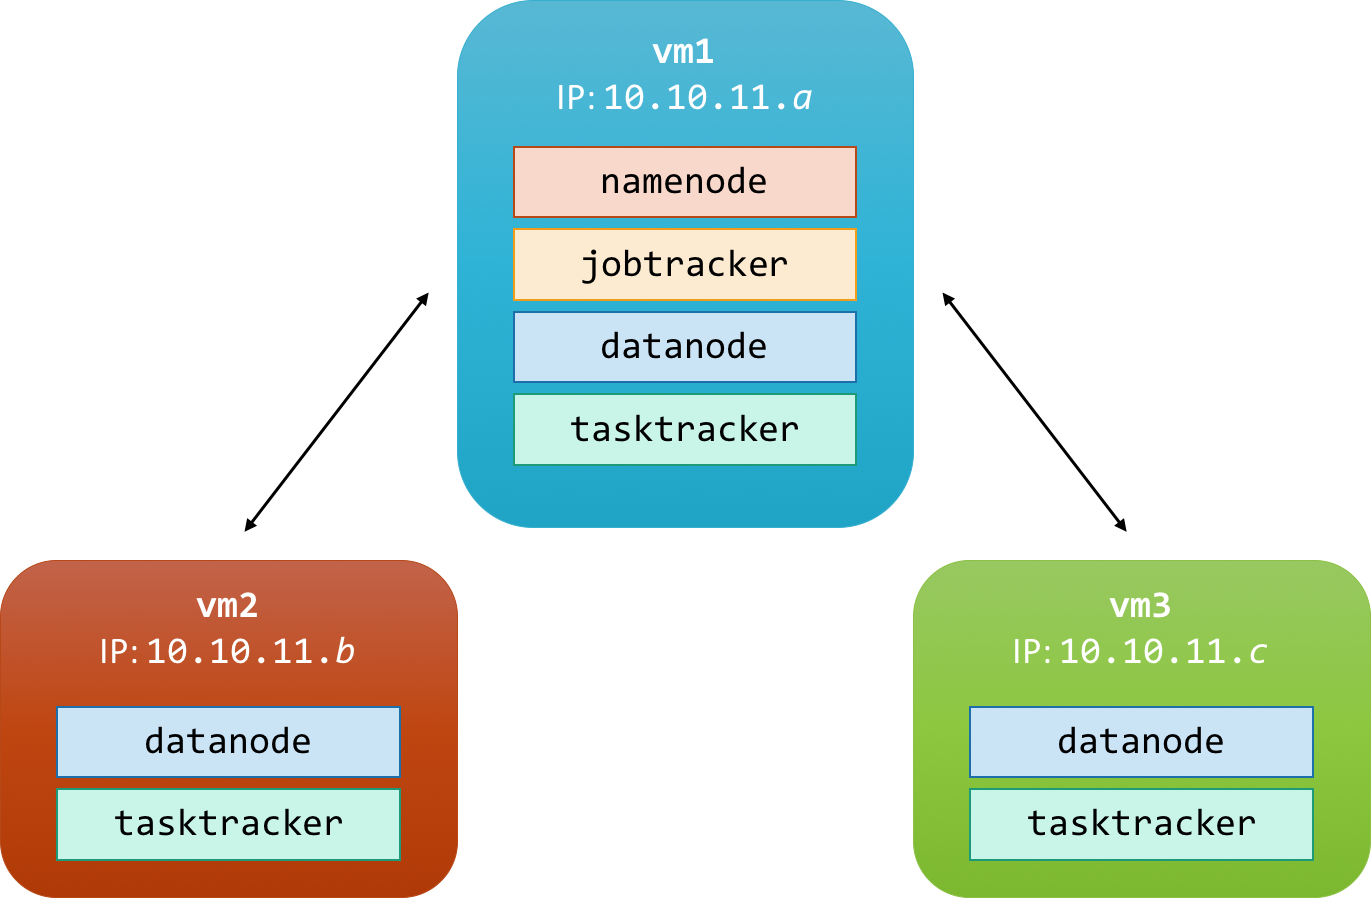 vm1
IP: 10.10.11.a
namenode
jobtracker
datanode
tasktracker
vm2
IP: 10.10.11.b
datanode
tasktracker
vm3
IP: 10.10.11.c
datanode
tasktracker